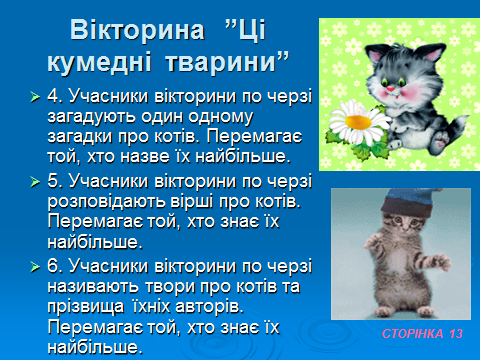 Вікторина ”Ці
кумедні тварини”
4. Учасники вікторини по черзі
загадують один одному
загадки про котів. Перемагає
той, хто назве їх найбільше.
5. Учасники вікторини по черзі
розповідають вірші про котів.
Перемагає той, хто знає їх
найбільше.
6. Учасники вікторини по черзі
називають твори про котів та
прізвища їхніх авторів.
Перемагає той, хто знає їх
найбільше.
СТОРІНКА 13